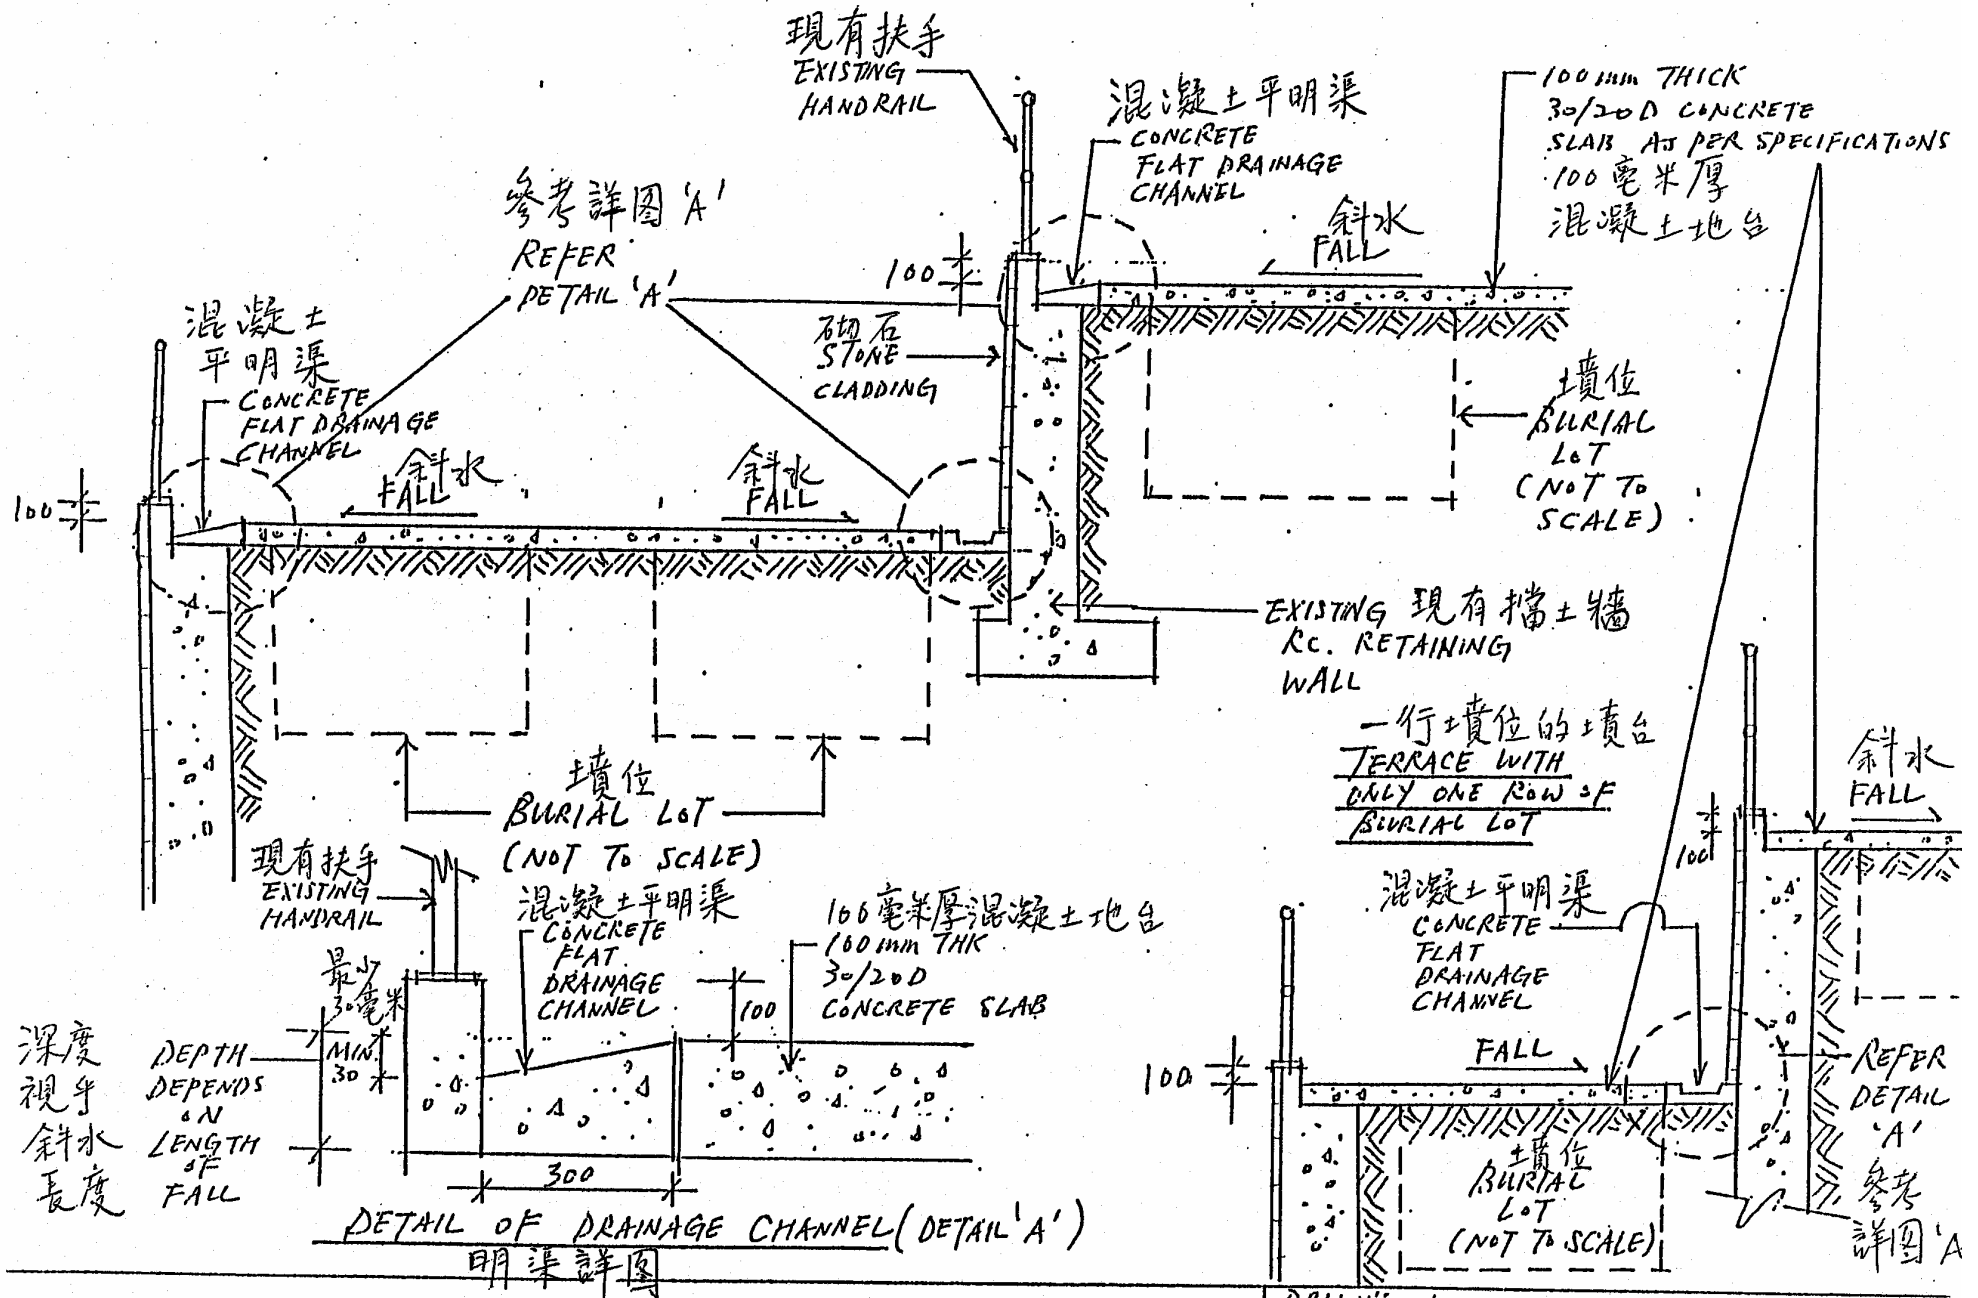 現有扶手
EXISTING
HANDRAIL
混凝土平明渠
CONCRETE
FLAT DRAINAGE
CHANNEL
100mm THICK
30/20D CONCRETE
SLAB AS PER SPECIFICATIONS
100毫米厚
混凝土地台
參考詳图'A'
REFER
DETAIL 'A'
斜水
FALL
100
混凝土
平明渠
CONCRETE
FLAT DRAINAGE
CHANNEL
砌石
STONE
CLADDING
墳位
BURIAL
LOT
(NOT TO
SCALE)
斜水
FALL
斜水
FALL
100
EXISTING 現有擋土牆
RC. RETAINING
WALL
墳位
BURIAL LOT
(NOT TO SCALE)
一行墳位的墳台
TERRACE WITH
ONLY ONE ROW OF
BURIAL LOT
斜水
FALL
100
現有扶手
EXISTING
HANDRAIL
混凝土平明渠
CONCRETE
FLAT
DRAINAGE
CHANNEL
100毫米厚混凝土地台
100mm THK
30/20D
CONCRETE SLAB
混凝土平明渠
CONCRETE
FLAT
DRAINAGE
CHANNEL
最少
30毫米
MIN.
30
100
深度
視乎
斜水
長度
DEPTH
DEPENDS
ON
LENGTH
OF
FALL
300
FALL
100
REFER
DETAIL
'A'
參考
詳图'A
墳位
BURIAL
LOT
(NOT TO SCALE)
DETAIL OF DRAINAGE CHANNEL (DETAIL 'A')
明渠詳图